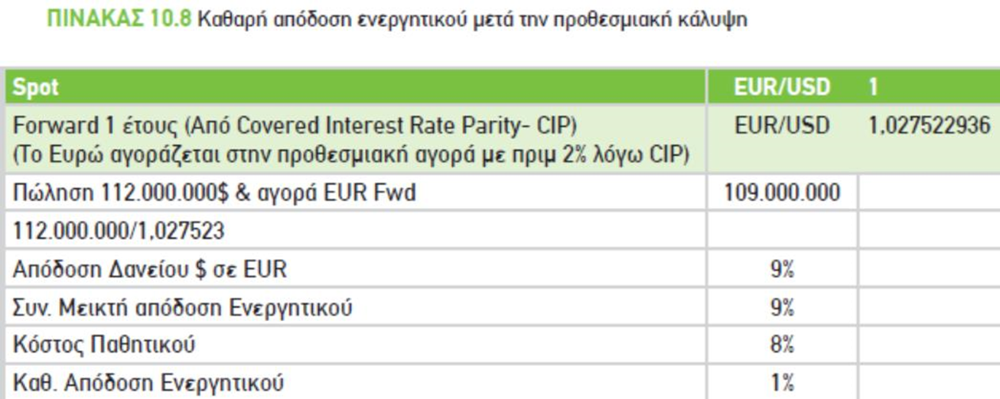 ΠΙΝΑΚΑΣ 10.8 Καθαρή απόδοση ενεργητικού μετά την προθεσμιακή κάλυψη
Spot EUR/USD 1
Forward 1 έτους (Από Covered Interest Rate Parity- CIP) EUR/USD 1,027522936
(Το Ευρώ αγοράζεται στην προθεσμιακή αγορά με πριμ 2% λόγω CIP)
Πώληση 112.000.000$ & αγορά EUR Fwd 109.000.000
112.000.000/1,027523
Απόδοση Δανείου $ σε EUR 9%
Συν. Μεικτή απόδοση Ενεργητικού 9%
Κόστος Παθητικού 8%
Καθ. Απόδοση Ενεργητικού 1%